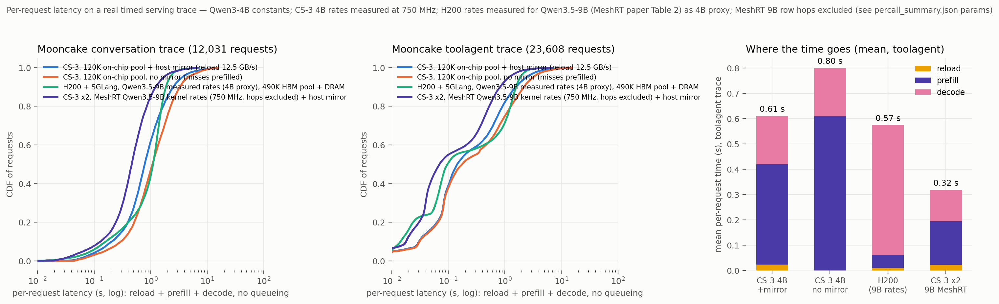 Per-request latency on a real timed serving trace — Qwen3-4B constants; CS-3 4B rates measured at 750 MHz; H200 rates measured for Qwen3.5-9B (MeshRT paper Table 2) as 4B proxy; MeshRT 9B row hops excluded (see percall_summary.json params)
Mooncake conversation trace (12,031 requests)
CS-3, 120K on-chip pool + host mirror (reload 12.5 GB/s)
CS-3, 120K on-chip pool, no mirror (misses prefilled)
H200 + SGLang, Qwen3.5-9B measured rates (4B proxy), 490K HBM pool + DRAM
CS-3 x2, MeshRT Qwen3.5-9B kernel rates (750 MHz, hops excluded) + host mirror
CDF of requests
1.0
0.8
0.6
0.4
0.2
0.0
10⁻²
10⁻¹
10⁰
10¹
10²
per-request latency (s, log): reload + prefill + decode, no queueing
Mooncake toolagent trace (23,608 requests)
CS-3, 120K on-chip pool + host mirror (reload 12.5 GB/s)
CS-3, 120K on-chip pool, no mirror (misses prefilled)
H200 + SGLang, Qwen3.5-9B measured rates (4B proxy), 490K HBM pool + DRAM
CS-3 x2, MeshRT Qwen3.5-9B kernel rates (750 MHz, hops excluded) + host mirror
CDF of requests
1.0
0.8
0.6
0.4
0.2
0.0
10⁻²
10⁻¹
10⁰
10¹
10²
per-request latency (s, log): reload + prefill + decode, no queueing
Where the time goes (mean, toolagent)
mean per-request time (s), toolagent trace
0.8
0.7
0.6
0.5
0.4
0.3
0.2
0.1
0.0
0.61 s
0.80 s
0.57 s
0.32 s
reload
prefill
decode
CS-3 4B
+mirror
CS-3 4B
no mirror
H200
(9B rates)
CS-3 x2
9B MeshRT